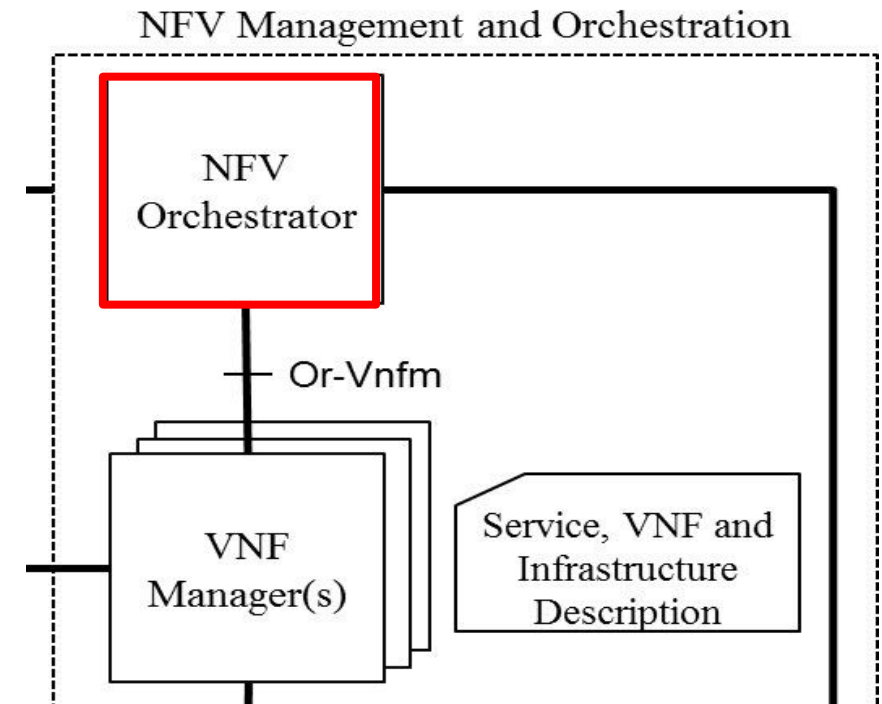 NFV Management and Orchestration
NFV
Orchestrator
Or-Vnfm
VNF
Manager(s)
Service, VNF and
Infrastructure
Description